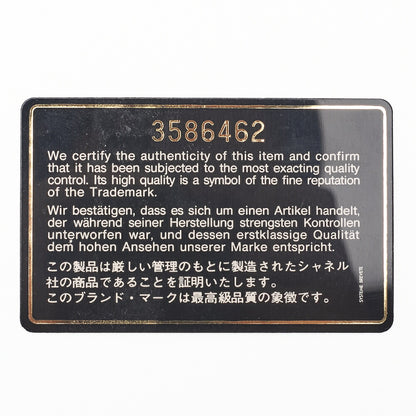 3586462
We certify the authenticity of this item and confirm
that it has been subjected to the most exacting quality
control. Its high quality is a symbol of the fine reputation
of the Trademark.
Wir bestätigen, dass es sich um einen Artikel handelt,
der während seiner Herstellung strengsten Kontrollen
unterworfen war, und dessen erstklassige Qualität
dem hohen Ansehen unserer Marke entspricht.
この製品は厳しい管理のもとに製造されたシャネル
社の商品であることを証明いたします。
このブランド・マークは最高級品質の象徴です。
SYSTEME BREVETE